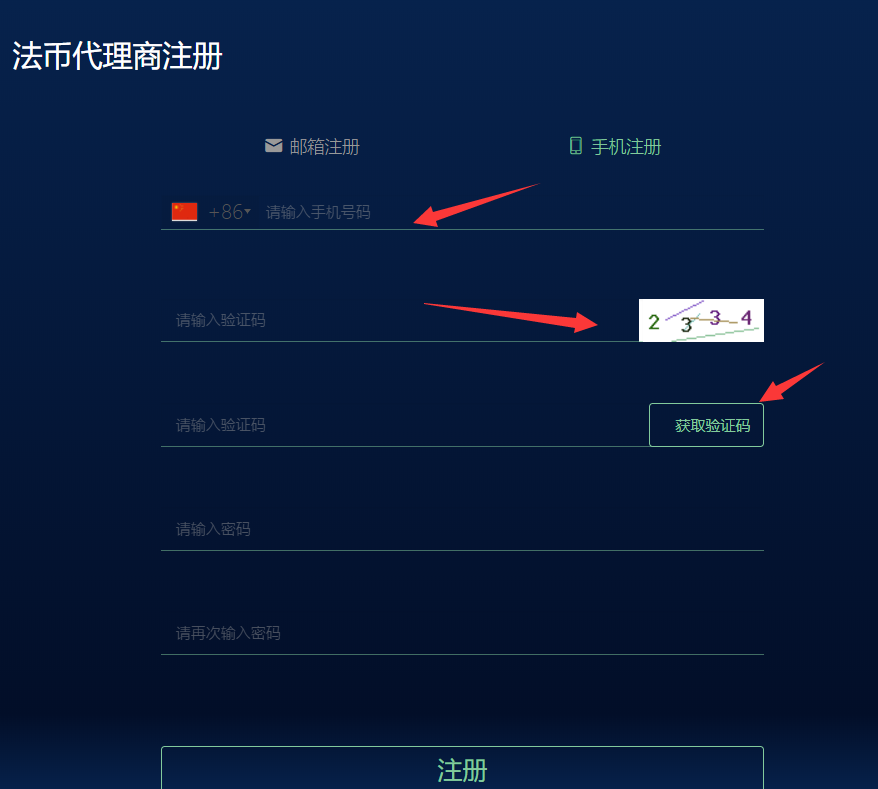 法币代理商注册
邮箱注册 手机注册
+86 请输入手机号码
请输入验证码 2 3 3 4
请输入验证码 获取验证码
请输入密码
请再次输入密码
注册